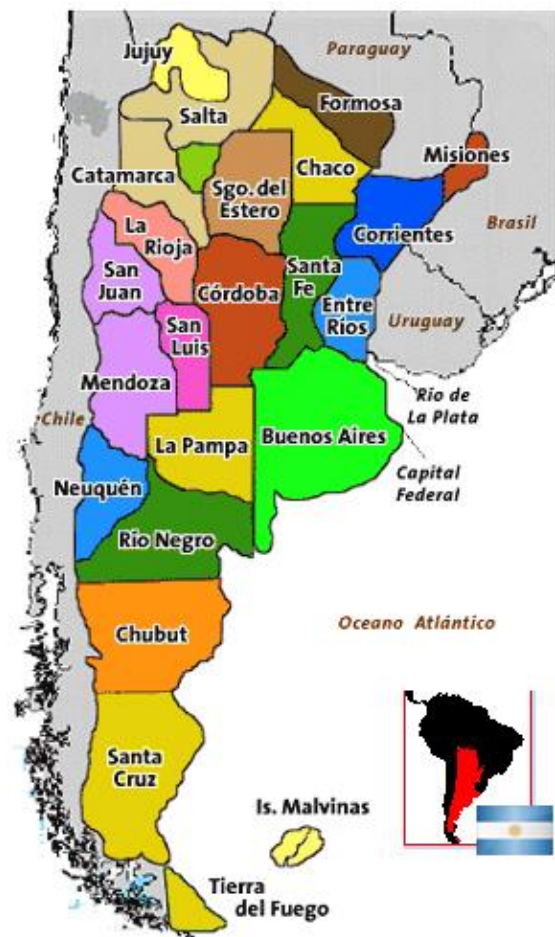 Jujuy
Paraguay
Salta
Formosa
Catamarca
Chaco
Misiones
Sgo. del
Estero
La
Rioja
Corrientes
Brasil
San
Juan
Córdoba
Santa
Fe
Entre
Ríos
Uruguay
San
Luis
Mendoza
Río de
La Plata
Chile
La Pampa
Buenos Aires
Capital
Federal
Neuquén
Río Negro
Chubut
Oceano Atlántico
Santa
Cruz
Is. Malvinas
Tierra
del Fuego